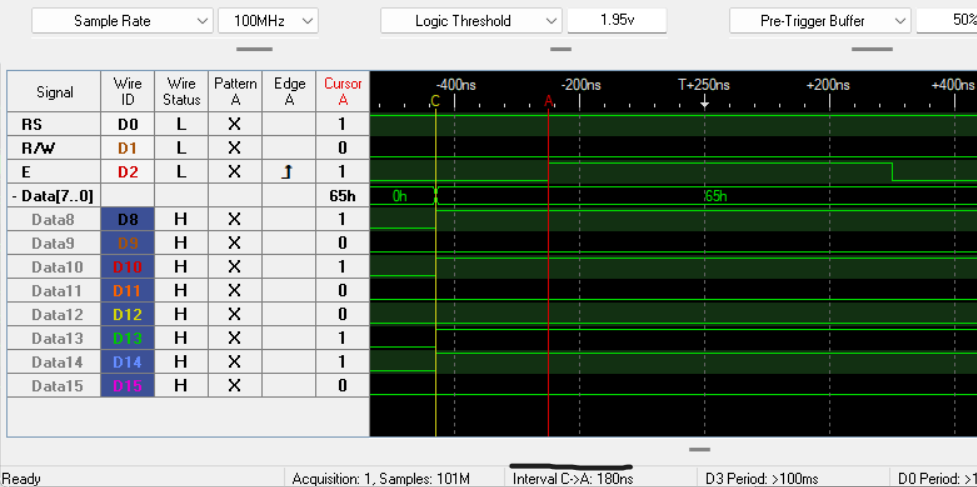 Sample Rate 100MHz Logic Threshold 1.95v Pre-Trigger Buffer 50%
Signal Wire ID Wire Status Pattern A Edge A Cursor A
-400ns -200ns T+250ns +200ns +400ns
C A
RS D0 L X 1
R/W D1 L X 0
E D2 L X 1
- Data[7..0] 65h 0h 65h
Data8 D8 H X 1
Data9 D9 H X 0
Data10 D10 H X 1
Data11 D11 H X 0
Data12 D12 H X 0
Data13 D13 H X 1
Data14 D14 H X 1
Data15 D15 H X 0
Ready Acquisition: 1, Samples: 101M Interval C->A: 180ns D3 Period: >100ms D0 Period: >1